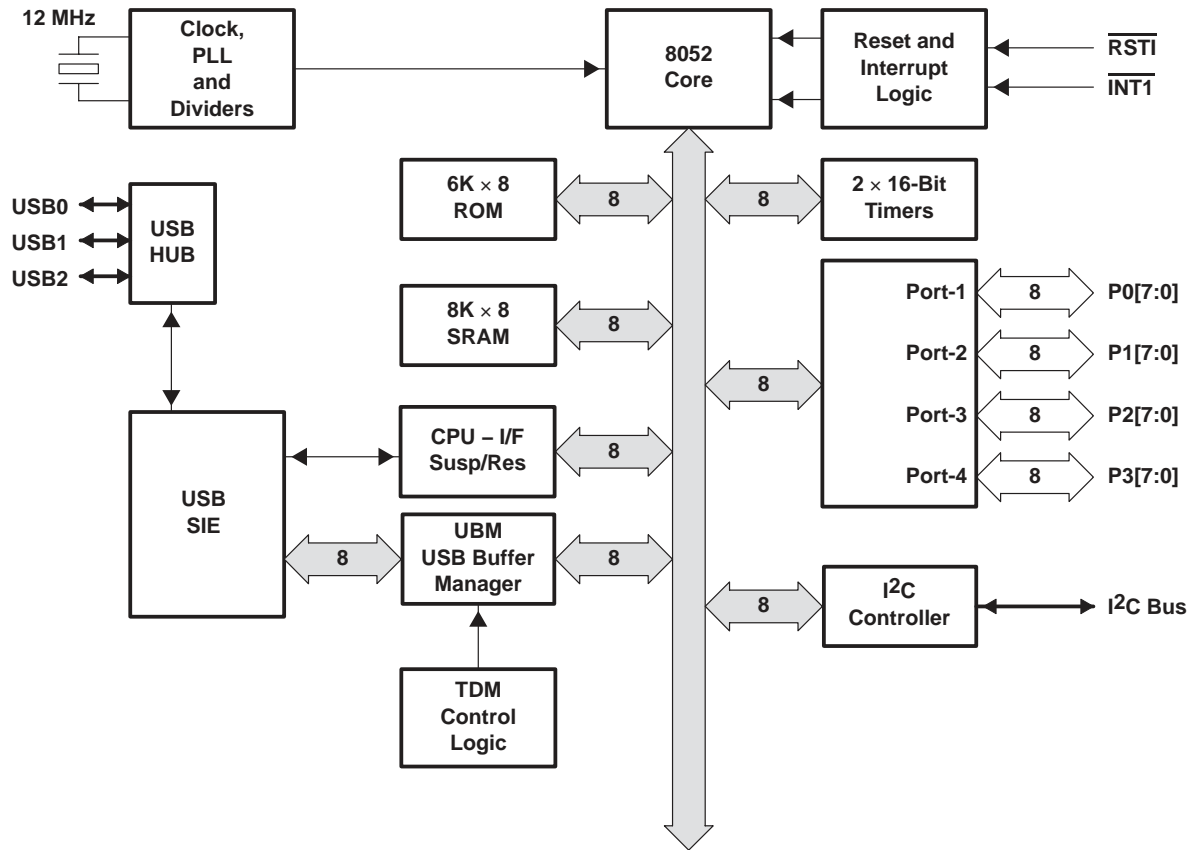 12 MHz
Clock,
PLL
and
Dividers
8052
Core
Reset and
Interrupt
Logic
RSTI
INT1
6K × 8
ROM
8
8
2 × 16-Bit
Timers
USB0
USB1
USB2
USB
HUB
8K × 8
SRAM
8
8
Port-1
8
P0[7:0]
Port-2
8
P1[7:0]
Port-3
8
P2[7:0]
Port-4
8
P3[7:0]
USB
SIE
CPU – I/F
Susp/Res
8
8
UBM
USB Buffer
Manager
8
8
I2C
Controller
I2C Bus
TDM
Control
Logic